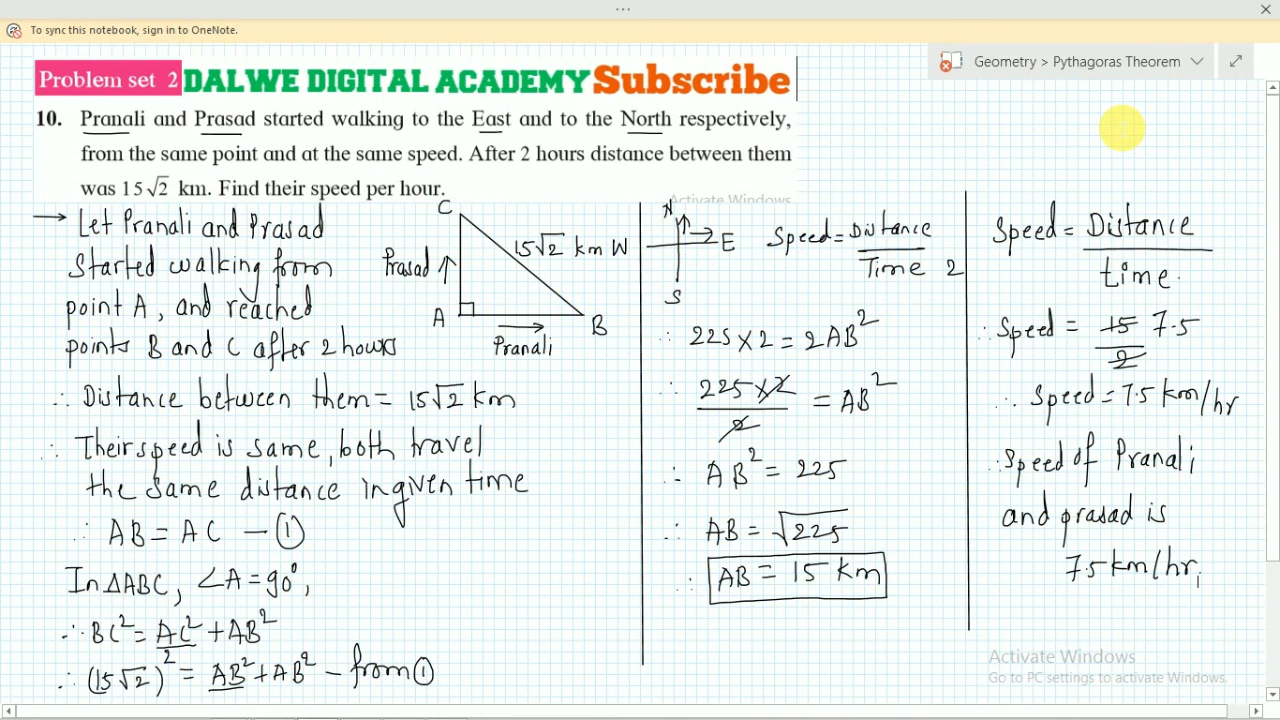 ...
To sync this notebook, sign in to OneNote.
Geometry > Pythagoras Theorem
Problem set 2 DALWE DIGITAL ACADEMY Subscribe
10. Pranali and Prasad started walking to the East and to the North respectively,
from the same point and at the same speed. After 2 hours distance between them
was 15√2 km. Find their speed per hour.
→ Let Pranali and Prasad
started walking from
point A, and reached
points B and C after 2 hours
∴ Distance between them = 15√2 km
∴ Their speed is same, both travel
the same distance in given time
∴ AB = AC — ①
In △ABC, ∠A = 90°,
∴ BC² = AC² + AB²
∴ (15√2)² = AB² + AB² — from ①
C
15√2 km
Prasad ↑
A
B
→
Pranali
N
W
E
S
Speed = Distance
Time 2
∴ 225 × 2 = 2AB²
∴ 225 × 2 / 2 = AB²
∴ AB² = 225
∴ AB = √225
∴ AB = 15 km
Speed = Distance
time.
∴ Speed = 15 7.5
2
∴ Speed = 7.5 km/hr
∴ Speed of Pranali
and prasad is
7.5 km/hr,
Activate Windows
Activate Windows
Go to PC settings to activate Windows.